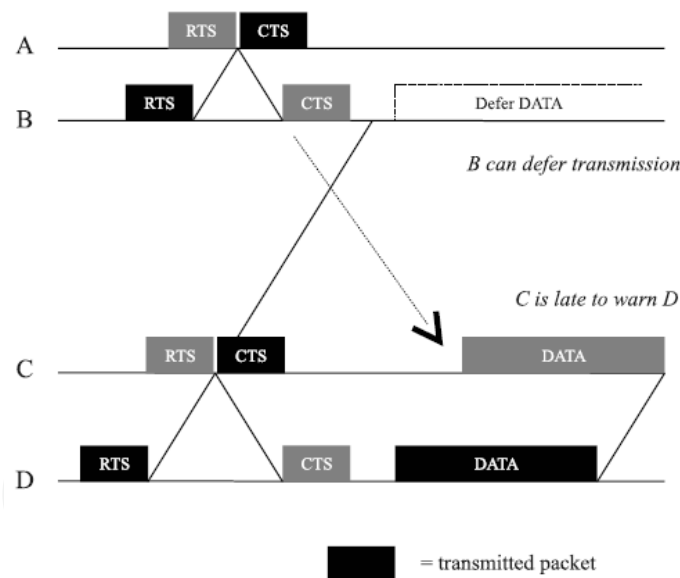 RTS CTS
A
RTS CTS Defer DATA
B
B can defer transmission
C is late to warn D
RTS CTS DATA
C
RTS CTS DATA
D
= transmitted packet